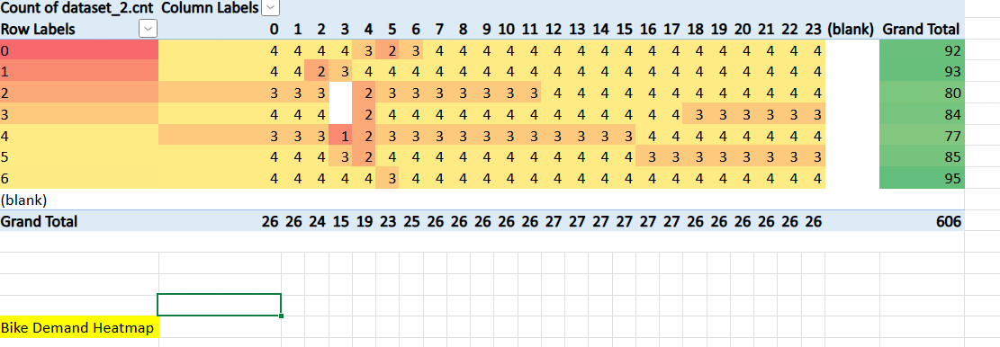 Count of dataset_2.cnt Column Labels
Row Labels 0 1 2 3 4 5 6 7 8 9 10 11 12 13 14 15 16 17 18 19 20 21 22 23 (blank) Grand Total
0 4 4 4 4 3 2 3 4 4 4 4 4 4 4 4 4 4 4 4 4 4 4 4 4 92
1 4 4 2 3 4 4 4 4 4 4 4 4 4 4 4 4 4 4 4 4 4 4 4 4 93
2 3 3 3 2 3 3 3 3 3 3 3 4 4 4 4 4 4 4 4 4 4 4 4 80
3 4 4 4 2 4 4 4 4 4 4 4 4 4 4 4 4 4 3 3 3 3 3 3 84
4 3 3 3 1 2 3 3 3 3 3 3 3 3 3 3 3 4 4 4 4 4 4 4 4 77
5 4 4 4 3 2 4 4 4 4 4 4 4 4 4 4 4 3 3 3 3 3 3 3 3 85
6 4 4 4 4 4 3 4 4 4 4 4 4 4 4 4 4 4 4 4 4 4 4 4 4 95
(blank)
Grand Total 26 26 24 15 19 23 25 26 26 26 26 26 27 27 27 27 27 27 26 26 26 26 26 26 606
Bike Demand Heatmap